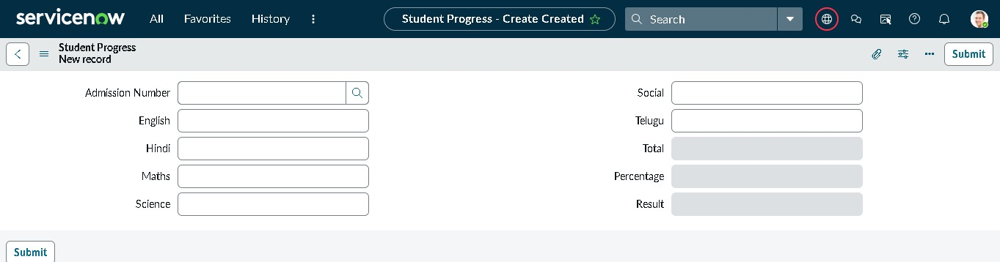 servicenow All Favorites History Student Progress - Create Created Search
Student Progress
New record
Submit
Admission Number
English
Hindi
Maths
Science
Social
Telugu
Total
Percentage
Result
Submit